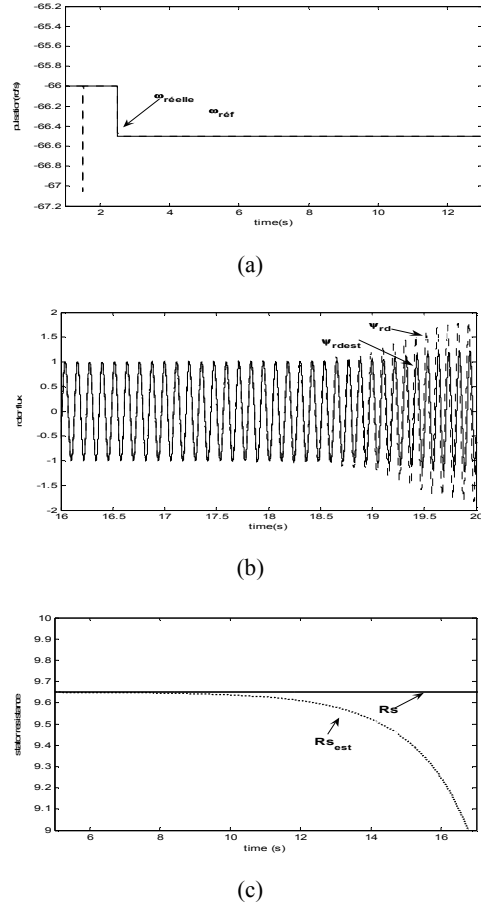 -65.2
-65.4
-65.6
-65.8
-66
-66.2
-66.4
-66.6
-66.8
-67
-67.2
pulsation(rd/s)
ωréelle
ωréf
2 4 6 8 10 12
time(s)
(a)
2
1.5
1
0.5
0
-0.5
-1
-1.5
-2
rotor flux
Ψrd
Ψrdest
16 16.5 17 17.5 18 18.5 19 19.5 20
time(s)
(b)
10
9.9
9.8
9.7
9.6
9.5
9.4
9.3
9.2
9.1
9
stator resistance
Rs
Rsest
6 8 10 12 14 16
time (s)
(c)